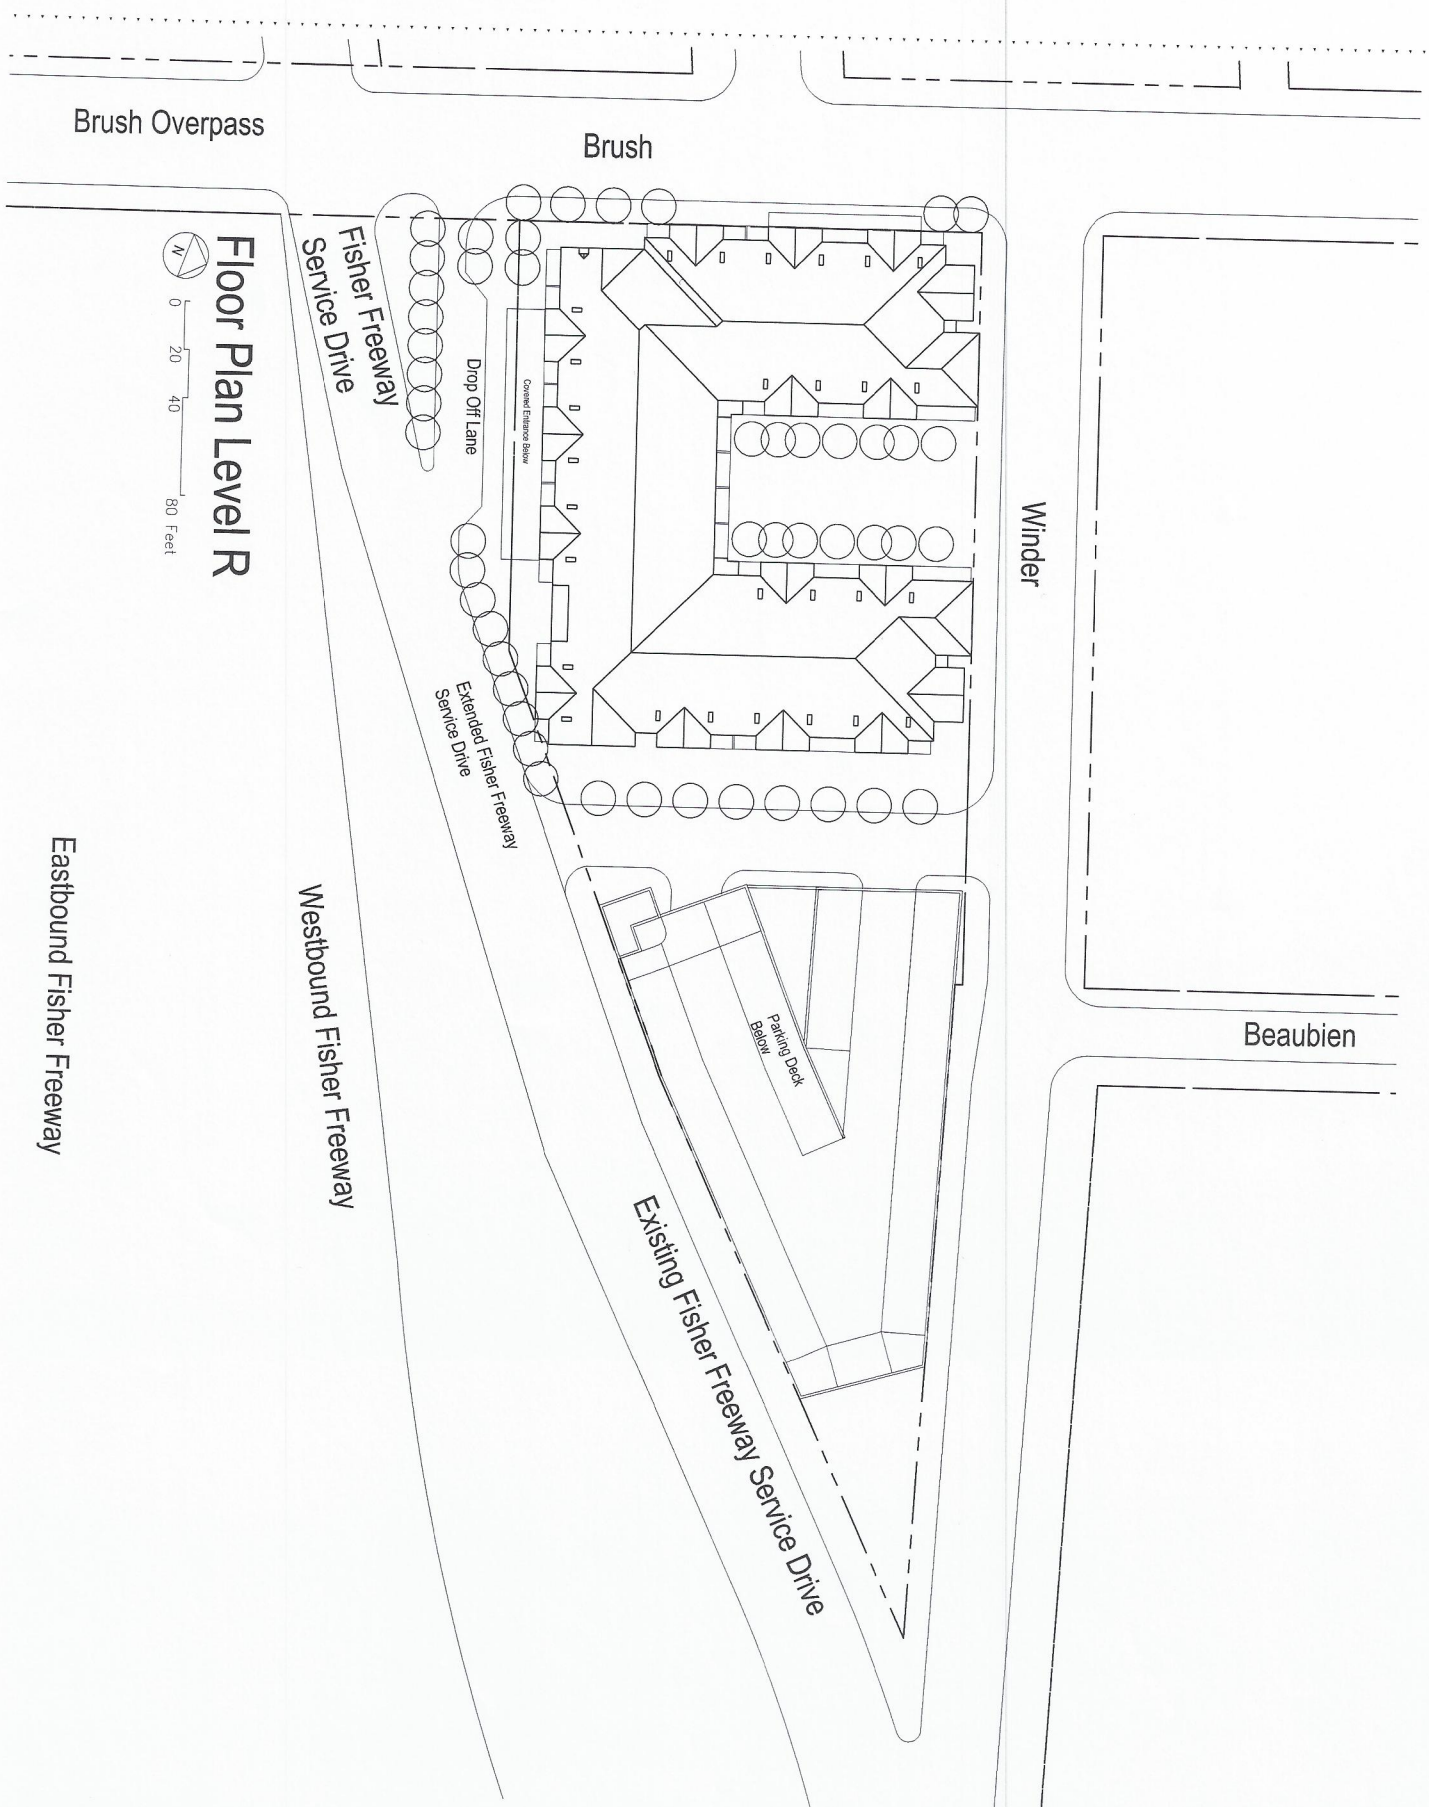 Brush Overpass
Brush
Fisher Freeway
Service Drive
Floor Plan Level R
N
0
20
40
80 Feet
Drop Off Lane
Covered Entrance Below
Winder
Extended Fisher Freeway
Service Drive
Eastbound Fisher Freeway
Westbound Fisher Freeway
Parking Deck
Below
Beaubien
Existing Fisher Freeway Service Drive